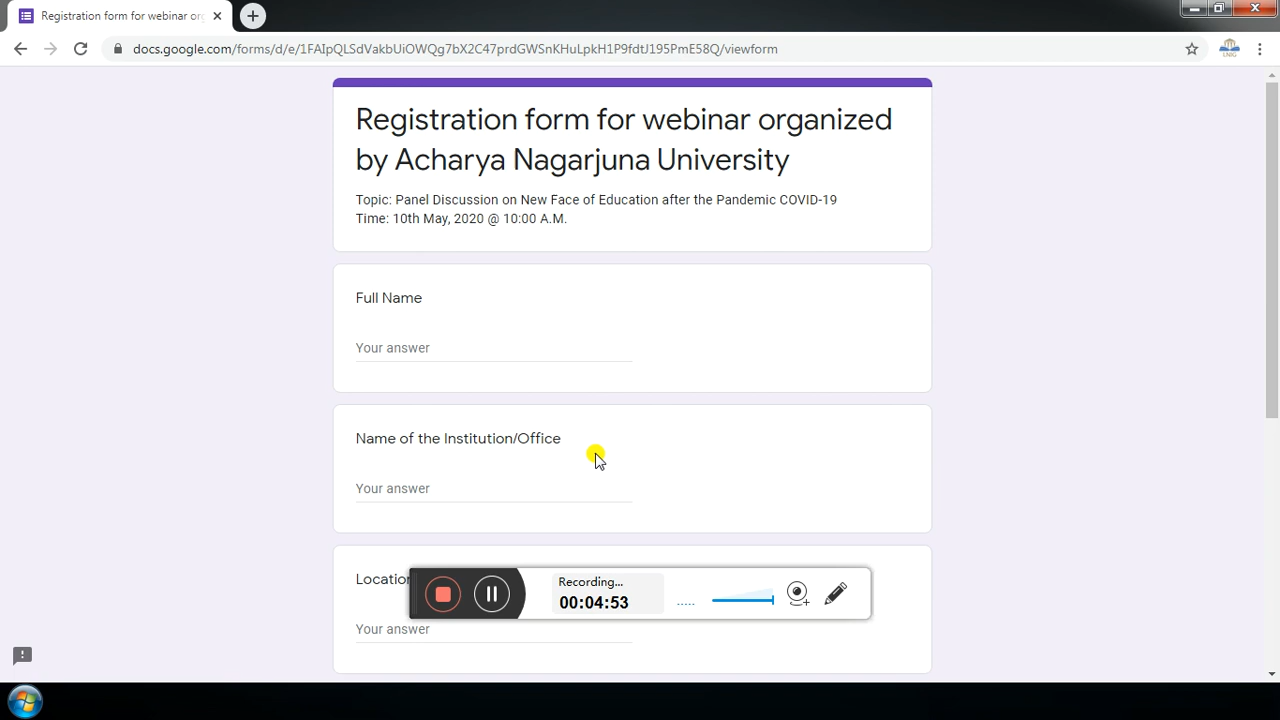 Registration form for webinar or
docs.google.com/forms/d/e/1FAIpQLSdVakbUiOWQg7bX2C47prdGWSnKHuLpkH1P9fdtJ195PmE58Q/viewform
Registration form for webinar organized
by Acharya Nagarjuna University
Topic: Panel Discussion on New Face of Education after the Pandemic COVID-19
Time: 10th May, 2020 @ 10:00 A.M.
Full Name
Your answer
Name of the Institution/Office
Your answer
Location
Recording...
00:04:53
Your answer